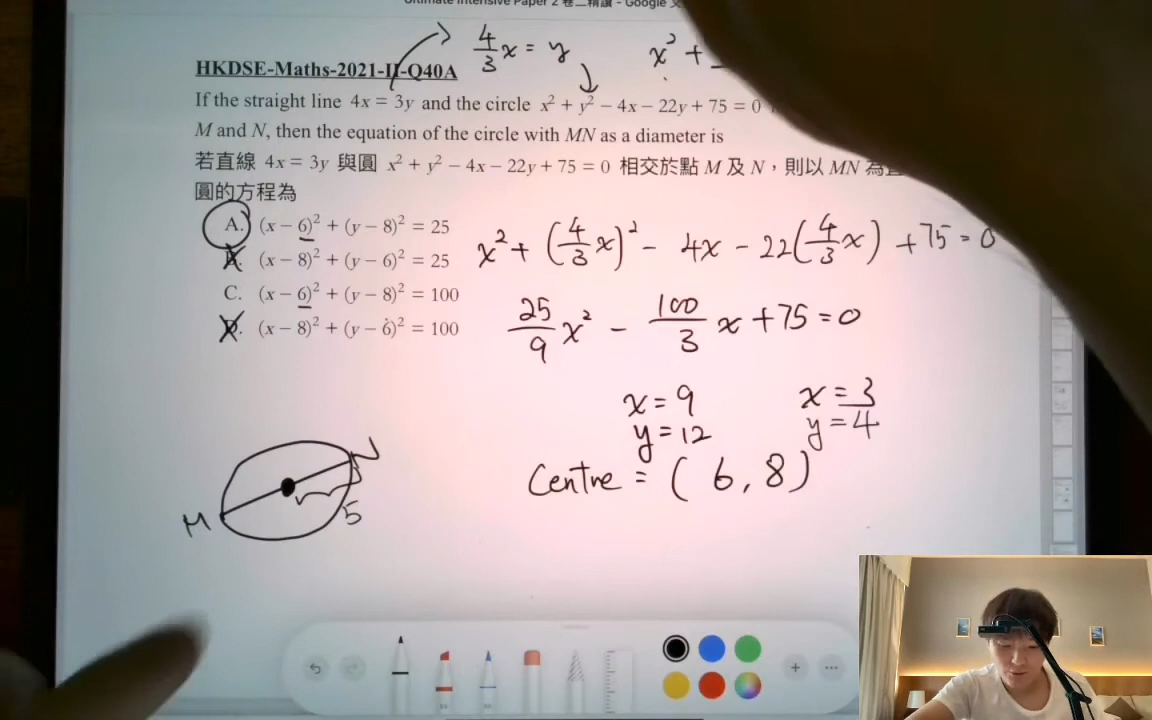 Ultimate Intensive Paper 2 卷二精讀 - Google
4/3 x = y
x² +
HKDSE-Maths-2021-II-Q40A
If the straight line 4x = 3y and the circle x² + y² − 4x − 22y + 75 = 0
M and N, then the equation of the circle with MN as a diameter is
若直線 4x = 3y 與圓 x² + y² − 4x − 22y + 75 = 0 相交於點 M 及 N,則以 MN 為
圓的方程為
A. (x − 6)² + (y − 8)² = 25
B. (x − 8)² + (y − 6)² = 25
C. (x − 6)² + (y − 8)² = 100
D. (x − 8)² + (y − 6)² = 100
x² + (4/3 x)² − 4x − 22(4/3 x) + 75 = 0
25/9 x² − 100/3 x + 75 = 0
x = 9 x = 3
y = 12 y = 4
Centre = (6, 8)
N
M
5